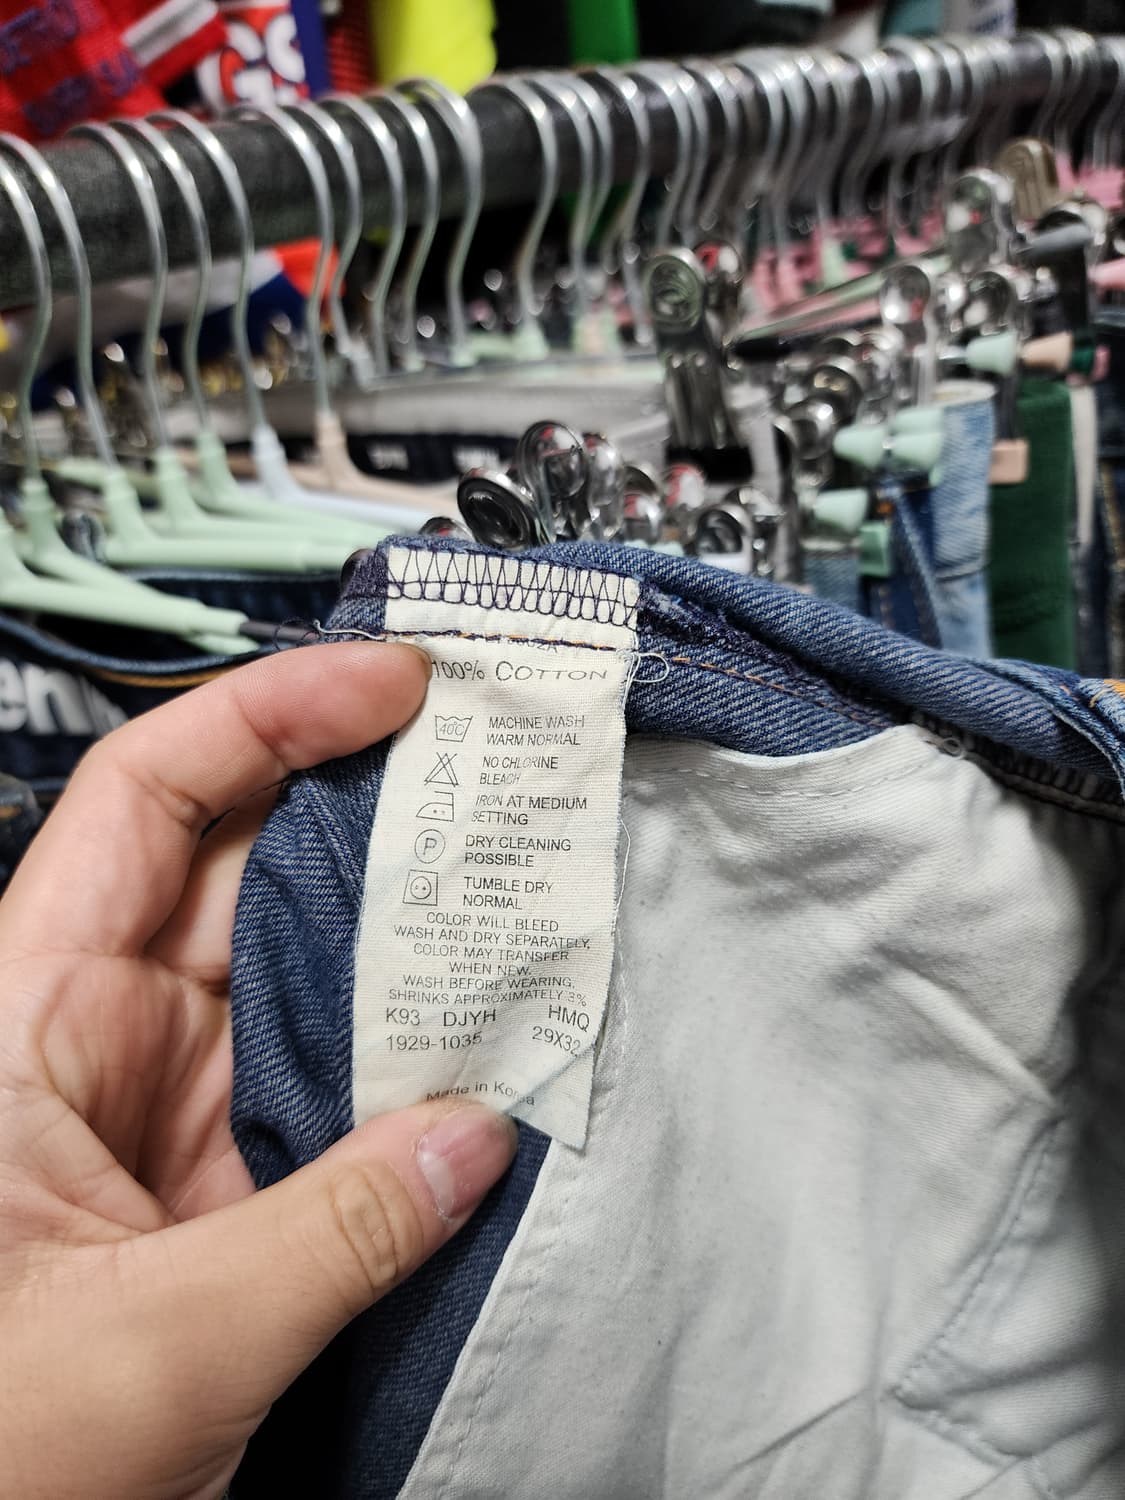 100% COTTON
40C MACHINE WASH
WARM NORMAL
NO CHLORINE
BLEACH
IRON AT MEDIUM
SETTING
P DRY CLEANING
POSSIBLE
TUMBLE DRY
NORMAL
COLOR WILL BLEED
WASH AND DRY SEPARATELY,
COLOR MAY TRANSFER
WHEN NEW.
WASH BEFORE WEARING,
SHRINKS APPROXIMATELY 3%
K93 DJYH HMQ
1929-1035 29X32
Made in Korea
en